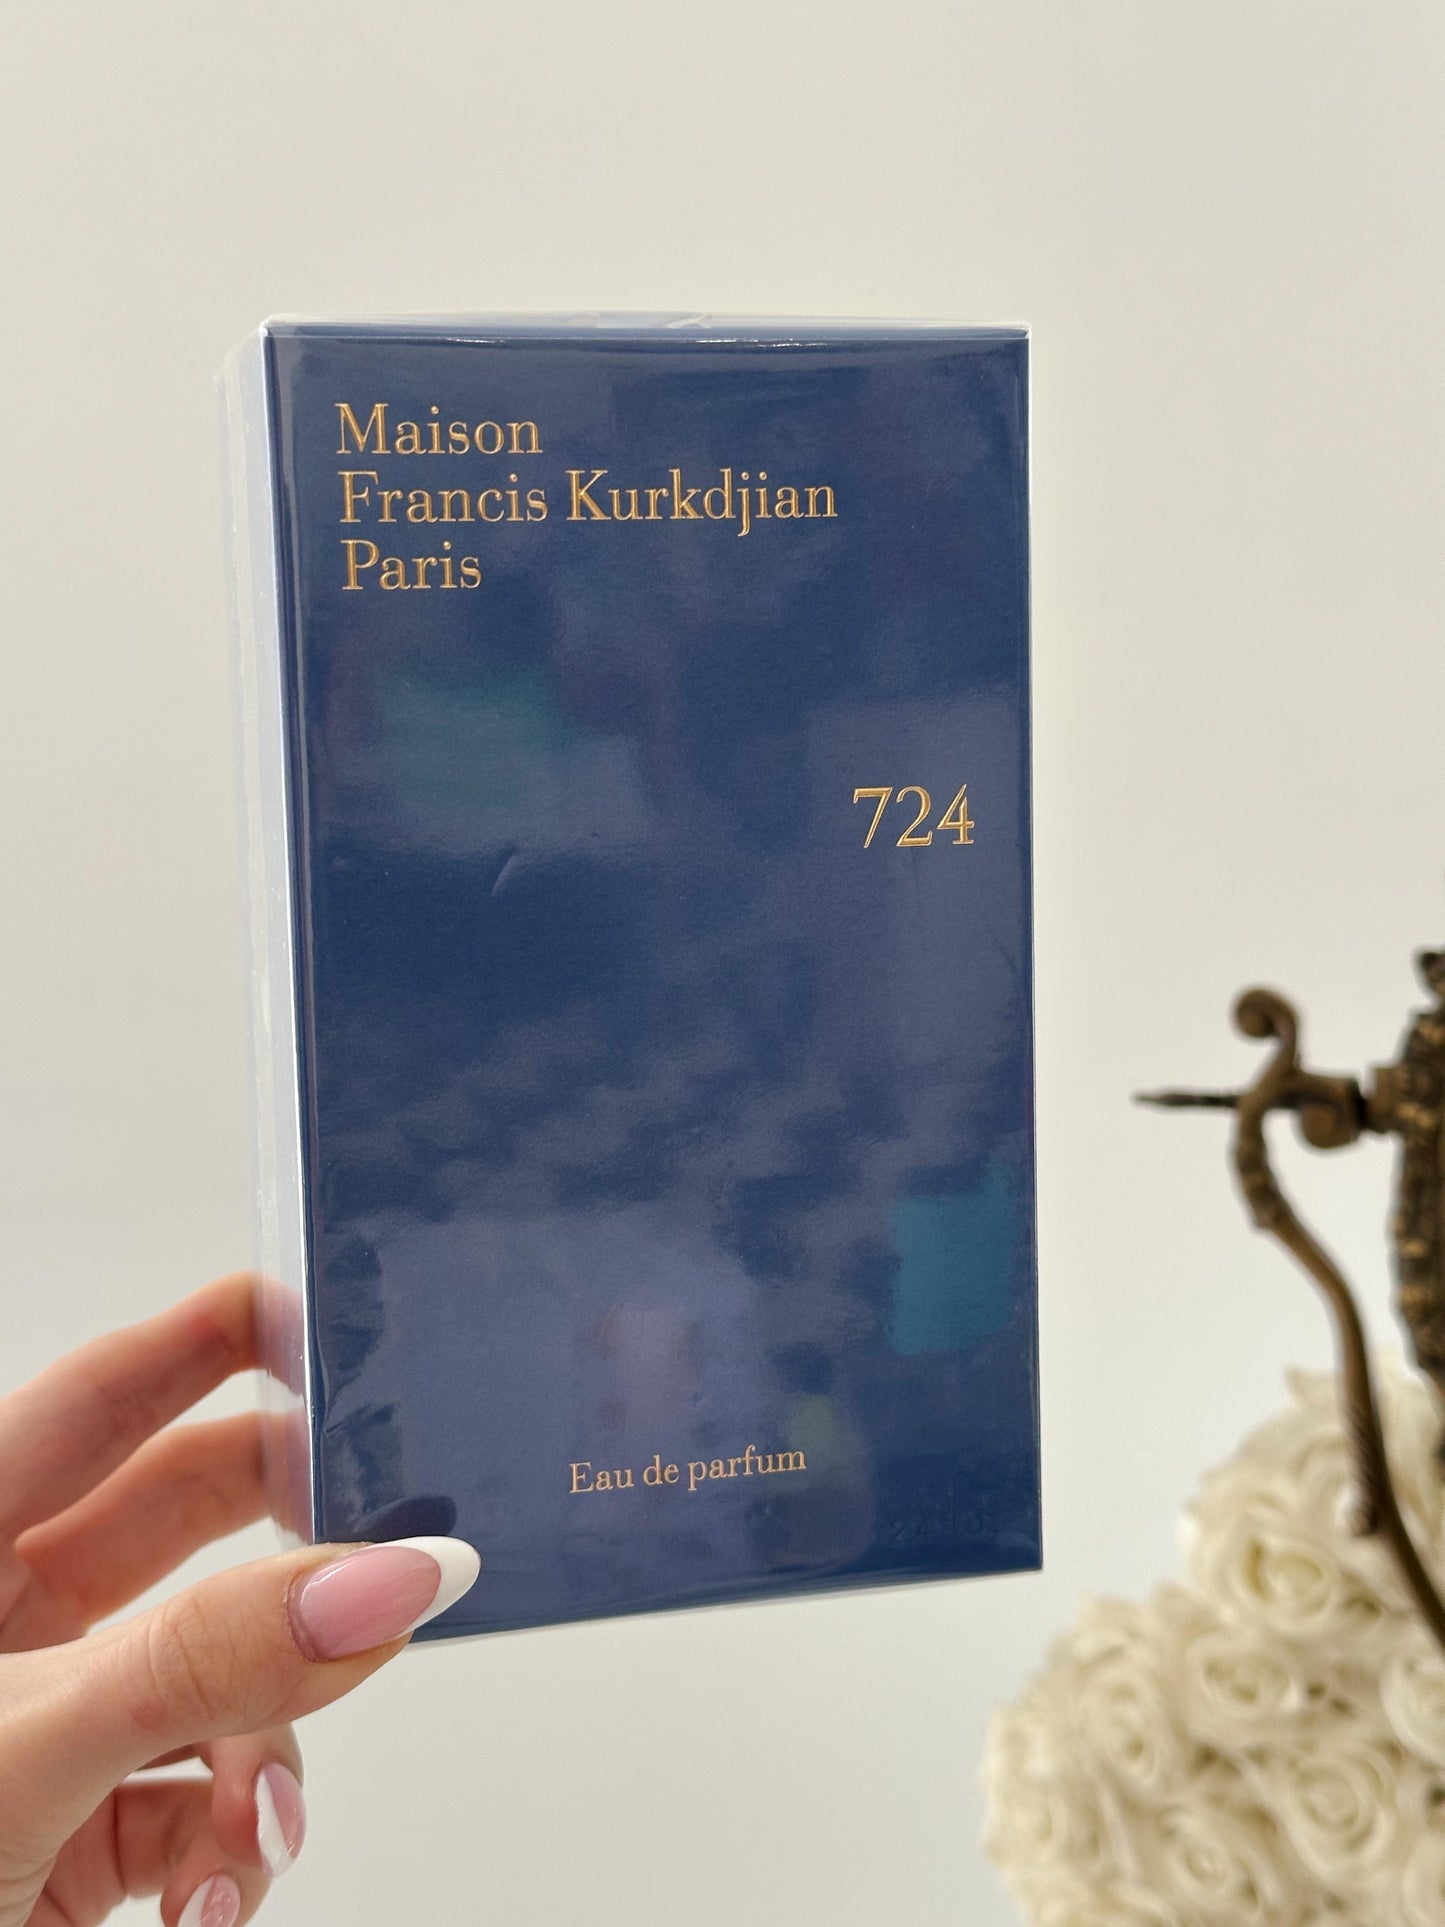 Maison
Francis Kurkdjian
Paris
724
Eau de parfum